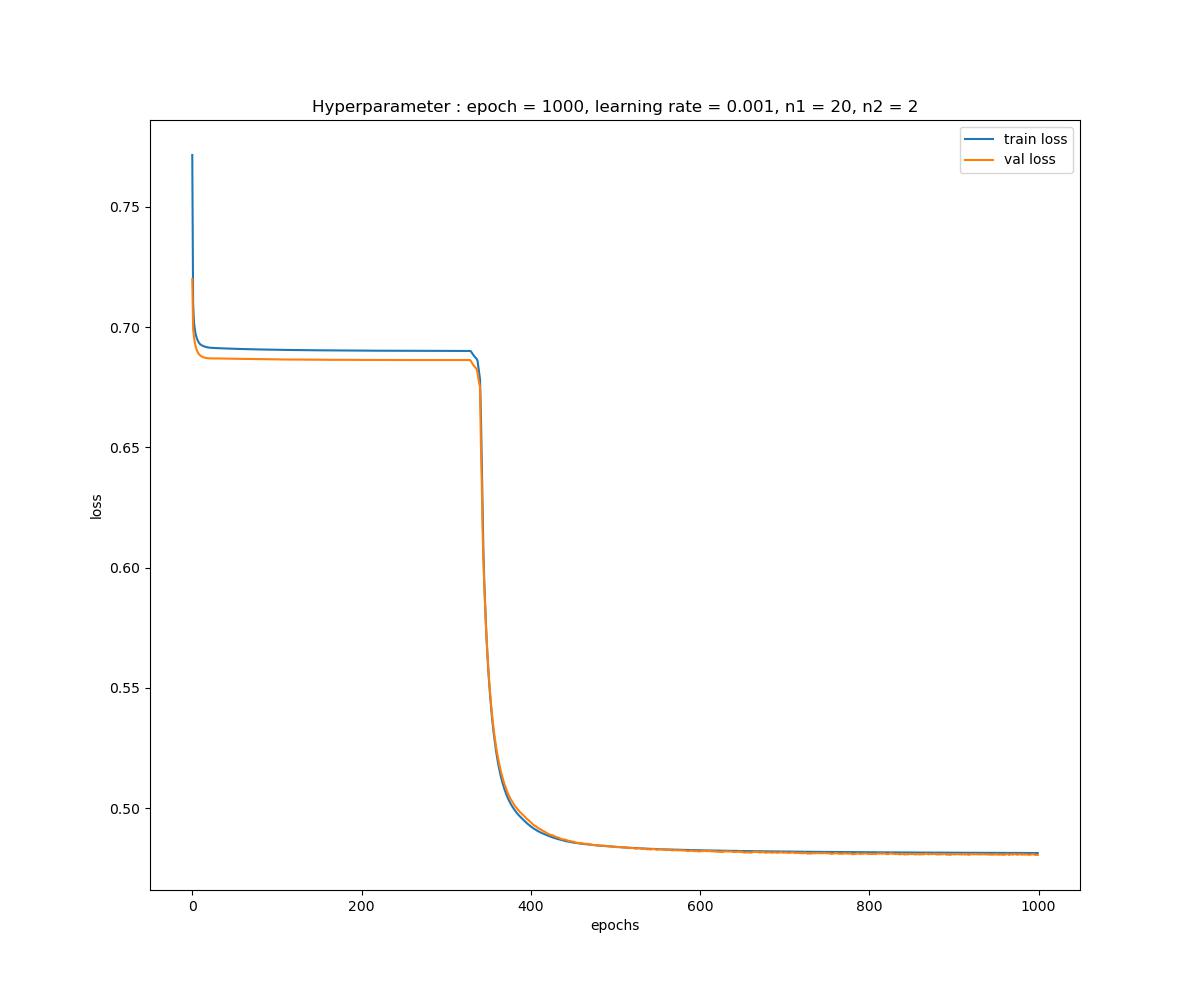 Hyperparameter : epoch = 1000, learning rate = 0.001, n1 = 20, n2 = 2
train loss
val loss
0.75
0.70
0.65
0.60
0.55
0.50
loss
0 200 400 600 800 1000
epochs